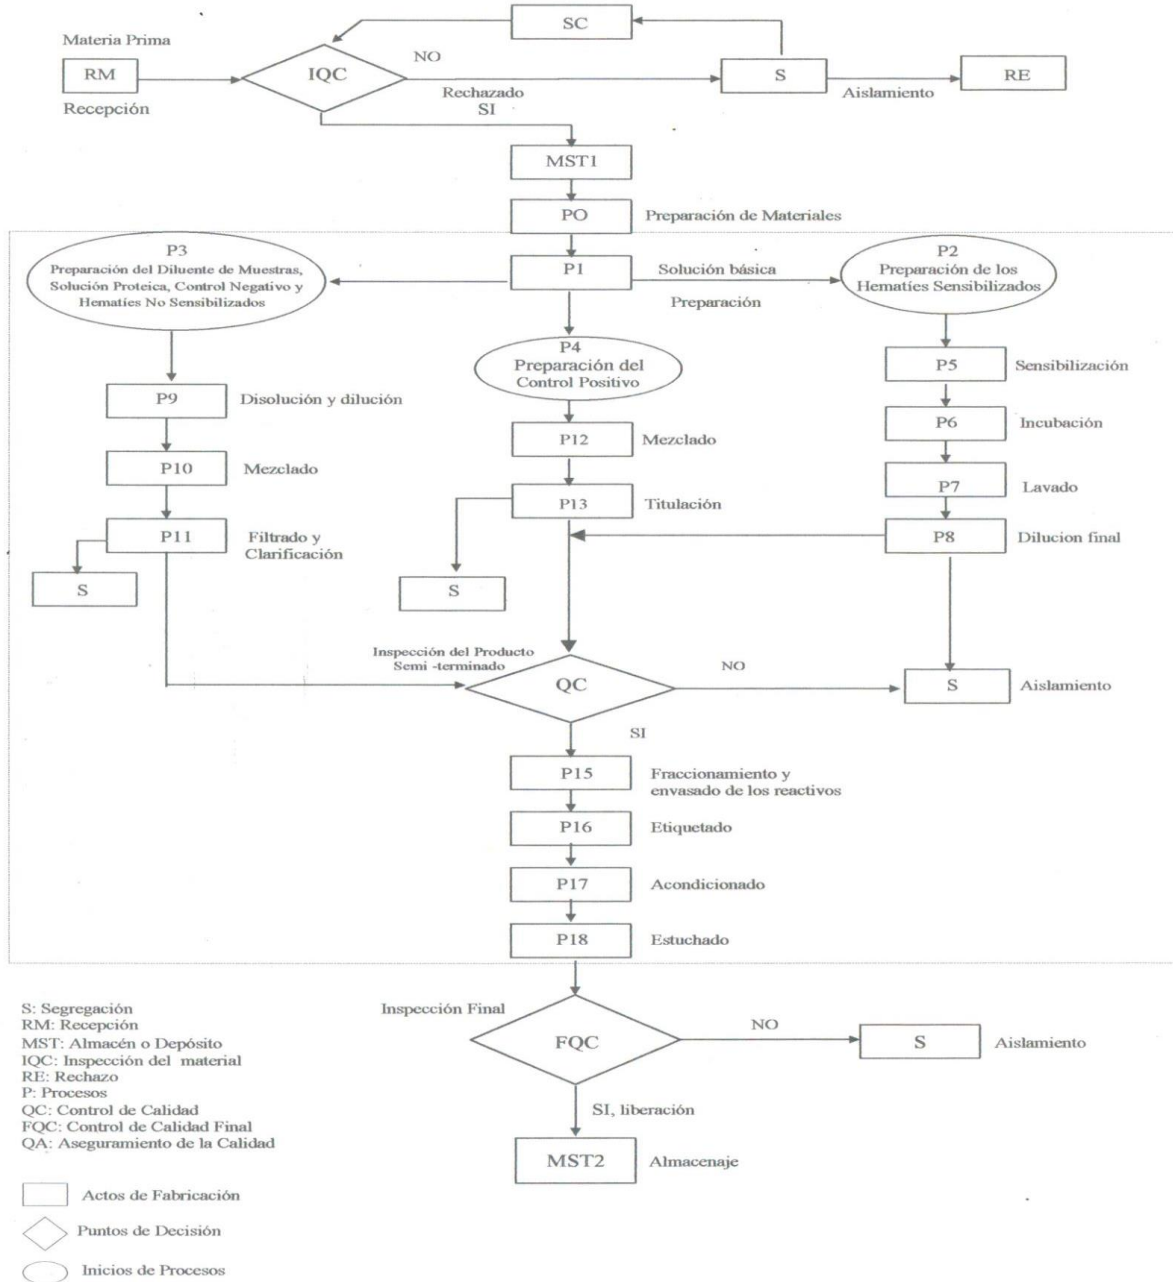 SC
Materia Prima
NO
RM
IQC
S
RE
Rechazado
Aislamiento
Recepción
SI
MST1
PO
Preparación de Materiales
P3
Preparación del Diluente de Muestras,
Solución Proteica, Control Negativo y
Hematíes No Sensibilizados
P1
Solución básica
Preparación
P2
Preparación de los
Hematíes Sensibilizados
P4
Preparación del
Control Positivo
P5
Sensibilización
P9
Disolución y dilución
P12
Mezclado
P6
Incubación
P10
Mezclado
P7
Lavado
P13
Titulación
P11
Filtrado y
Clarificación
P8
Dilucion final
S
S
Inspección del Producto
Semi -terminado
QC
NO
S
Aislamiento
SI
P15
Fraccionamiento y
envasado de los reactivos
P16
Etiquetado
P17
Acondicionado
P18
Estuchado
Inspección Final
FQC
NO
S
Aislamiento
SI, liberación
MST2
Almacenaje
S: Segregación
RM: Recepción
MST: Almacén o Depósito
IQC: Inspección del material
RE: Rechazo
P: Procesos
QC: Control de Calidad
FQC: Control de Calidad Final
QA: Aseguramiento de la Calidad
Actos de Fabricación
Puntos de Decisión
Inicios de Procesos